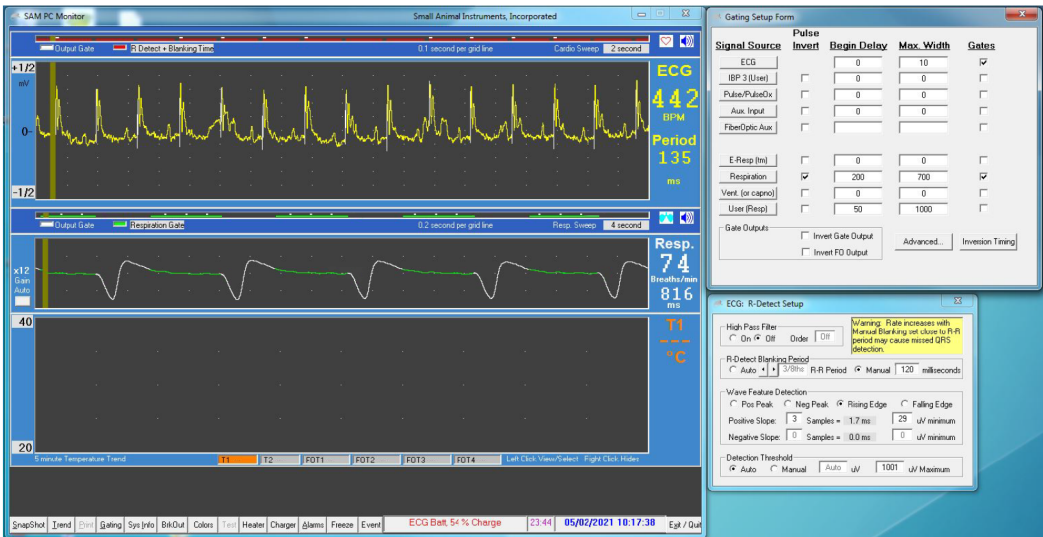 SAM PC Monitor
Small Animal Instruments, Incorporated
Output Gate
R Detect + Blanking Time
0.1 second per grid line
Cardio Sweep
2 second
+1/2
mV
0-
-1/2
ECG
442
BPM
Period
135
ms
Output Gate
Respiration Gate
0.2 second per grid line
Resp. Sweep
4 second
x12
Gain
Auto
Resp.
74
Breaths/min
816
ms
40
20
T1
---
°C
5 minute Temperature Trend
T1
T2
FOT1
FOT2
FOT3
FOT4
Left Click:View/Select Right Click:Hides
SnapShot
Trend
Print
Gating
Sys Info
BrkOut
Colors
Test
Heater
Charger
Alarms
Freeze
Event
ECG Batt. 54 % Charge
23:44
05/02/2021 10:17:38
Exit / Quit
Gating Setup Form
Pulse
Signal Source Invert Begin Delay Max. Width Gates
ECG 0 10
IBP 3 (User) 0 0
Pulse/PulseOx 0 0
Aux. Input 0 0
FiberOptic Aux
E-Resp (tm) 0 0
Respiration 200 700
Vent. (or capno) 0 0
User (Resp) 50 1000
Gate Outputs
Invert Gate Output
Invert FO Output
Advanced...
Inversion Timing
ECG: R-Detect Setup
High Pass Filter
On Off Order Off
Warning: Rate increases with
Manual Blanking set close to R-R
period may cause missed QRS
detection.
R-Detect Blanking Period
Auto 3/8ths R-R Period Manual 120 milliseconds
Wave Feature Detection
Pos Peak Neg Peak Rising Edge Falling Edge
Positive Slope: 3 Samples = 1.7 ms 29 uV minimum
Negative Slope: 0 Samples = 0.0 ms 0 uV minimum
Detection Threshold
Auto Manual Auto uV 1001 uV Maximum